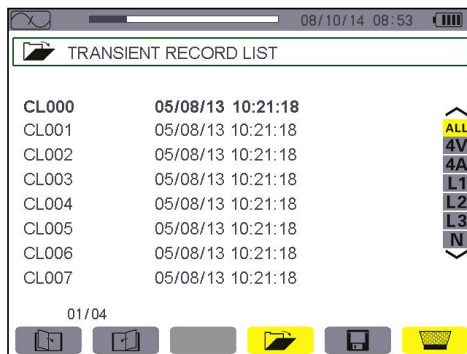 08/10/14 08:53
TRANSIENT RECORD LIST
CL000 05/08/13 10:21:18
CL001 05/08/13 10:21:18
CL002 05/08/13 10:21:18
CL003 05/08/13 10:21:18
CL004 05/08/13 10:21:18
CL005 05/08/13 10:21:18
CL006 05/08/13 10:21:18
CL007 05/08/13 10:21:18
ALL
4V
4A
L1
L2
L3
N
01/04